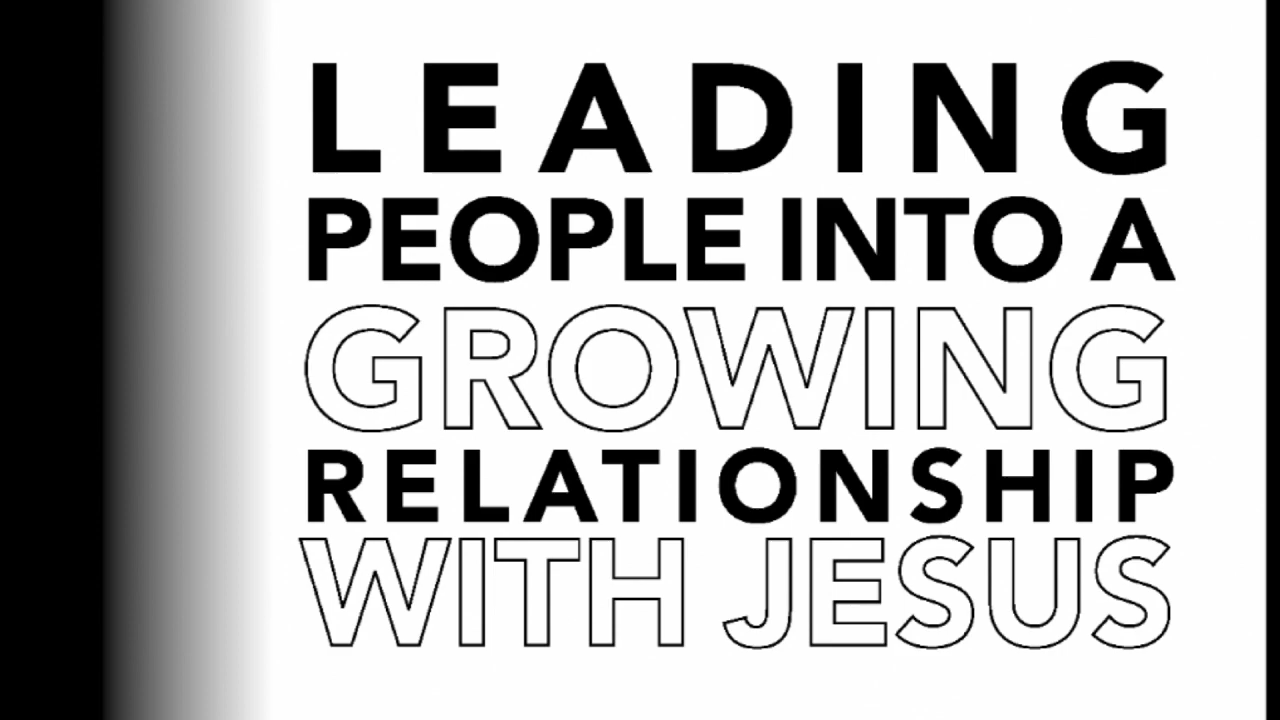 LEADING
PEOPLE INTO A
GROWING
RELATIONSHIP
WITH JESUS